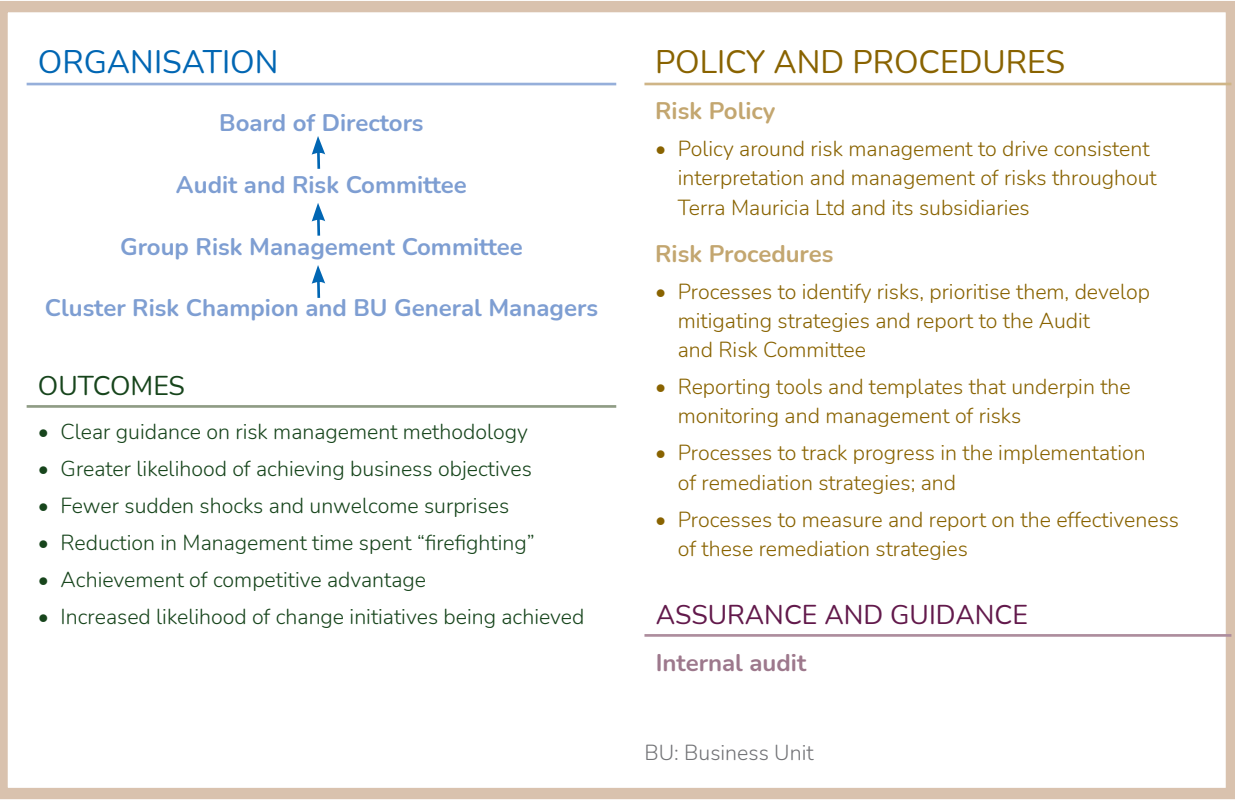 ORGANISATION
Board of Directors
Audit and Risk Committee
Group Risk Management Committee
Cluster Risk Champion and BU General Managers
OUTCOMES
• Clear guidance on risk management methodology
• Greater likelihood of achieving business objectives
• Fewer sudden shocks and unwelcome surprises
• Reduction in Management time spent “firefighting”
• Achievement of competitive advantage
• Increased likelihood of change initiatives being achieved
POLICY AND PROCEDURES
Risk Policy
• Policy around risk management to drive consistent
interpretation and management of risks throughout
Terra Mauricia Ltd and its subsidiaries
Risk Procedures
• Processes to identify risks, prioritise them, develop
mitigating strategies and report to the Audit
and Risk Committee
• Reporting tools and templates that underpin the
monitoring and management of risks
• Processes to track progress in the implementation
of remediation strategies; and
• Processes to measure and report on the effectiveness
of these remediation strategies
ASSURANCE AND GUIDANCE
Internal audit
BU: Business Unit